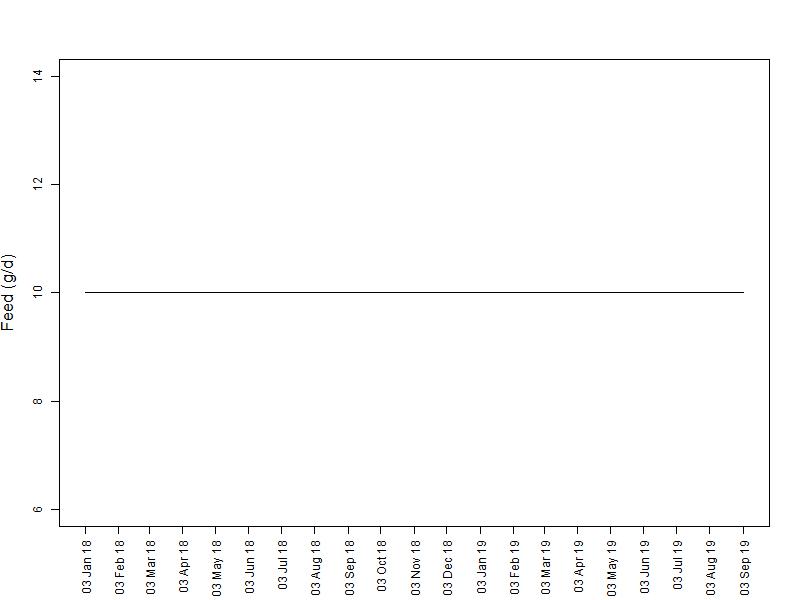 Feed (g/d)
14
12
10
8
6
03 Jan 18
03 Feb 18
03 Mar 18
03 Apr 18
03 May 18
03 Jun 18
03 Jul 18
03 Aug 18
03 Sep 18
03 Oct 18
03 Nov 18
03 Dec 18
03 Jan 19
03 Feb 19
03 Mar 19
03 Apr 19
03 May 19
03 Jun 19
03 Jul 19
03 Aug 19
03 Sep 19